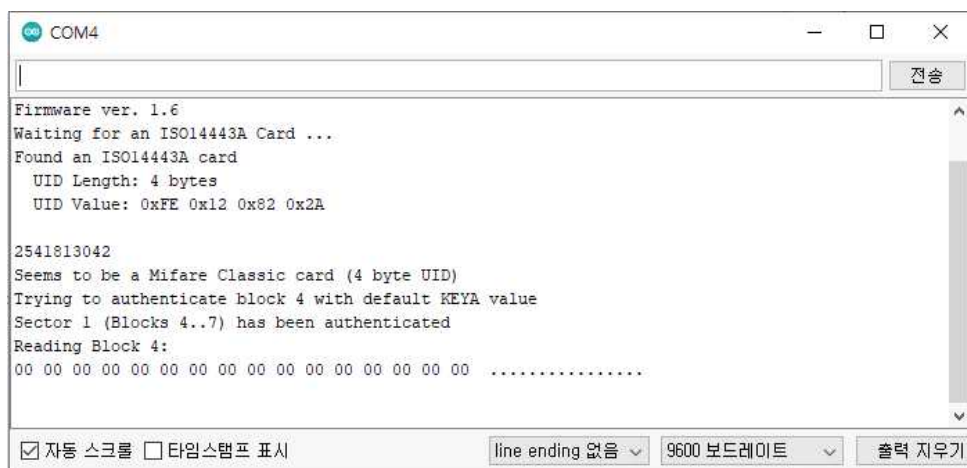 COM4
전송
Firmware ver. 1.6
Waiting for an ISO14443A Card ...
Found an ISO14443A card
UID Length: 4 bytes
UID Value: 0xFE 0x12 0x82 0x2A
2541813042
Seems to be a Mifare Classic card (4 byte UID)
Trying to authenticate block 4 with default KEYA value
Sector 1 (Blocks 4..7) has been authenticated
Reading Block 4:
00 00 00 00 00 00 00 00 00 00 00 00 00 00 00 00 ................
자동 스크롤 타임스탬프 표시 line ending 없음 9600 보드레이트 출력 지우기